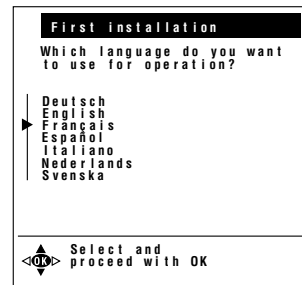 First installation
Which language do you want
to use for operation?
Deutsch
English
Français
Español
Italiano
Nederlands
Svenska
OK
Select and
proceed with OK